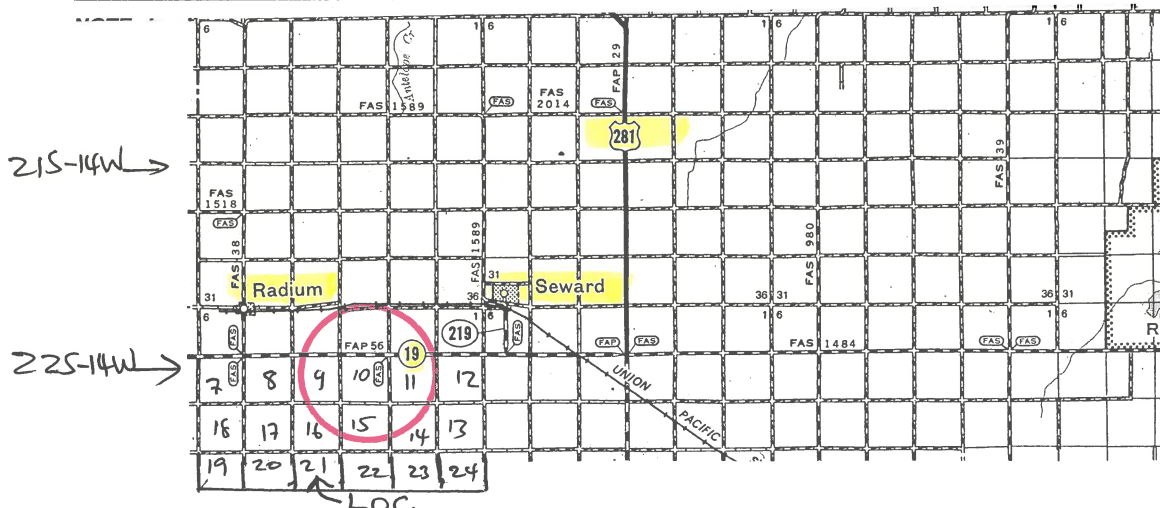 6
1 6
1 6
1 6
Antelope Cr
FAP 29
FAS 1589
FAS
FAS
2014
FAS
281
21S-14W
FAS
1518
FAS
FAS 38
FAS 1589
FAS 980
FAS 39
31
Radium
36
31
Seward
36 31
36 31
6
1 6
1 6
1 6
R
22S-14W
FAS
FAP 56
19
219
FAS
FAP
FAS
FAS 1484
FAS
FAS
7
FAS
8
9
10
FAS
11
12
UNION
PACIFIC
18
17
16
15
14
13
19
20
21
22
23
24
LOC